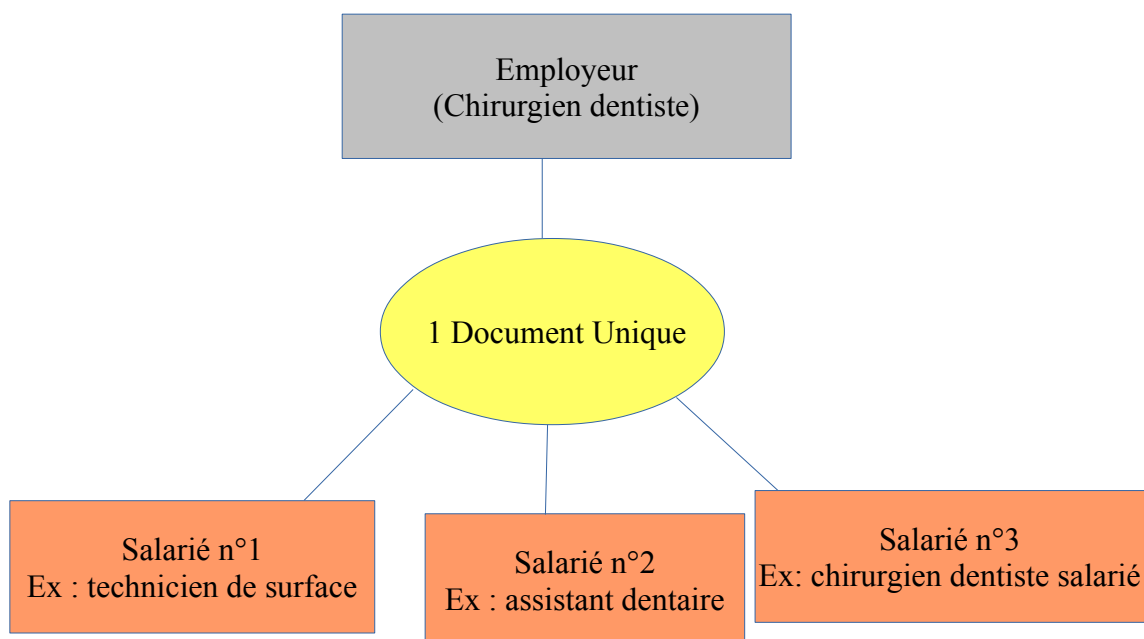 Employeur
(Chirurgien dentiste)
1 Document Unique
Salarié n°1
Ex : technicien de surface
Salarié n°2
Ex : assistant dentaire
Salarié n°3
Ex: chirurgien dentiste salarié